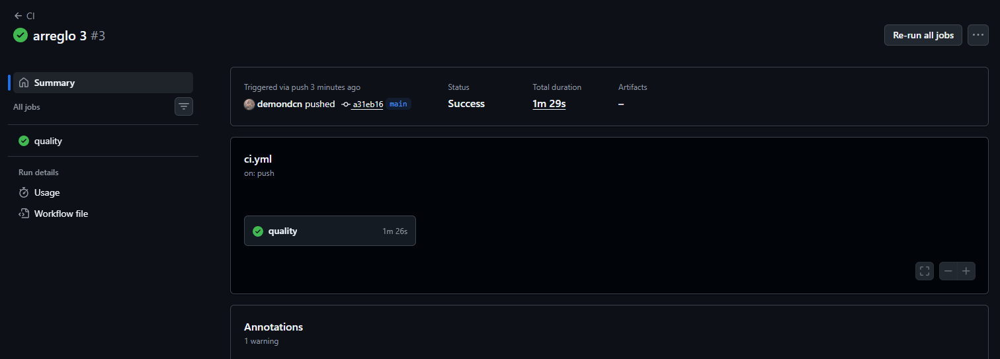 ← CI
arreglo 3 #3
Re-run all jobs
Summary
All jobs
quality
Run details
Usage
Workflow file
Triggered via push 3 minutes ago
demondcn pushed a31eb16 main
Status
Success
Total duration
1m 29s
Artifacts
–
ci.yml
on: push
quality 1m 26s
Annotations
1 warning